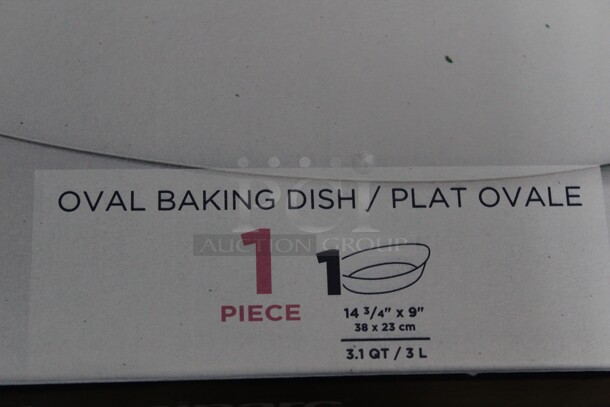 OVAL BAKING DISH / PLAT OVALE
pci
AUCTION GROUP
1
PIECE
1
14 3/4" x 9"
38 x 23 cm
3.1 QT / 3 L